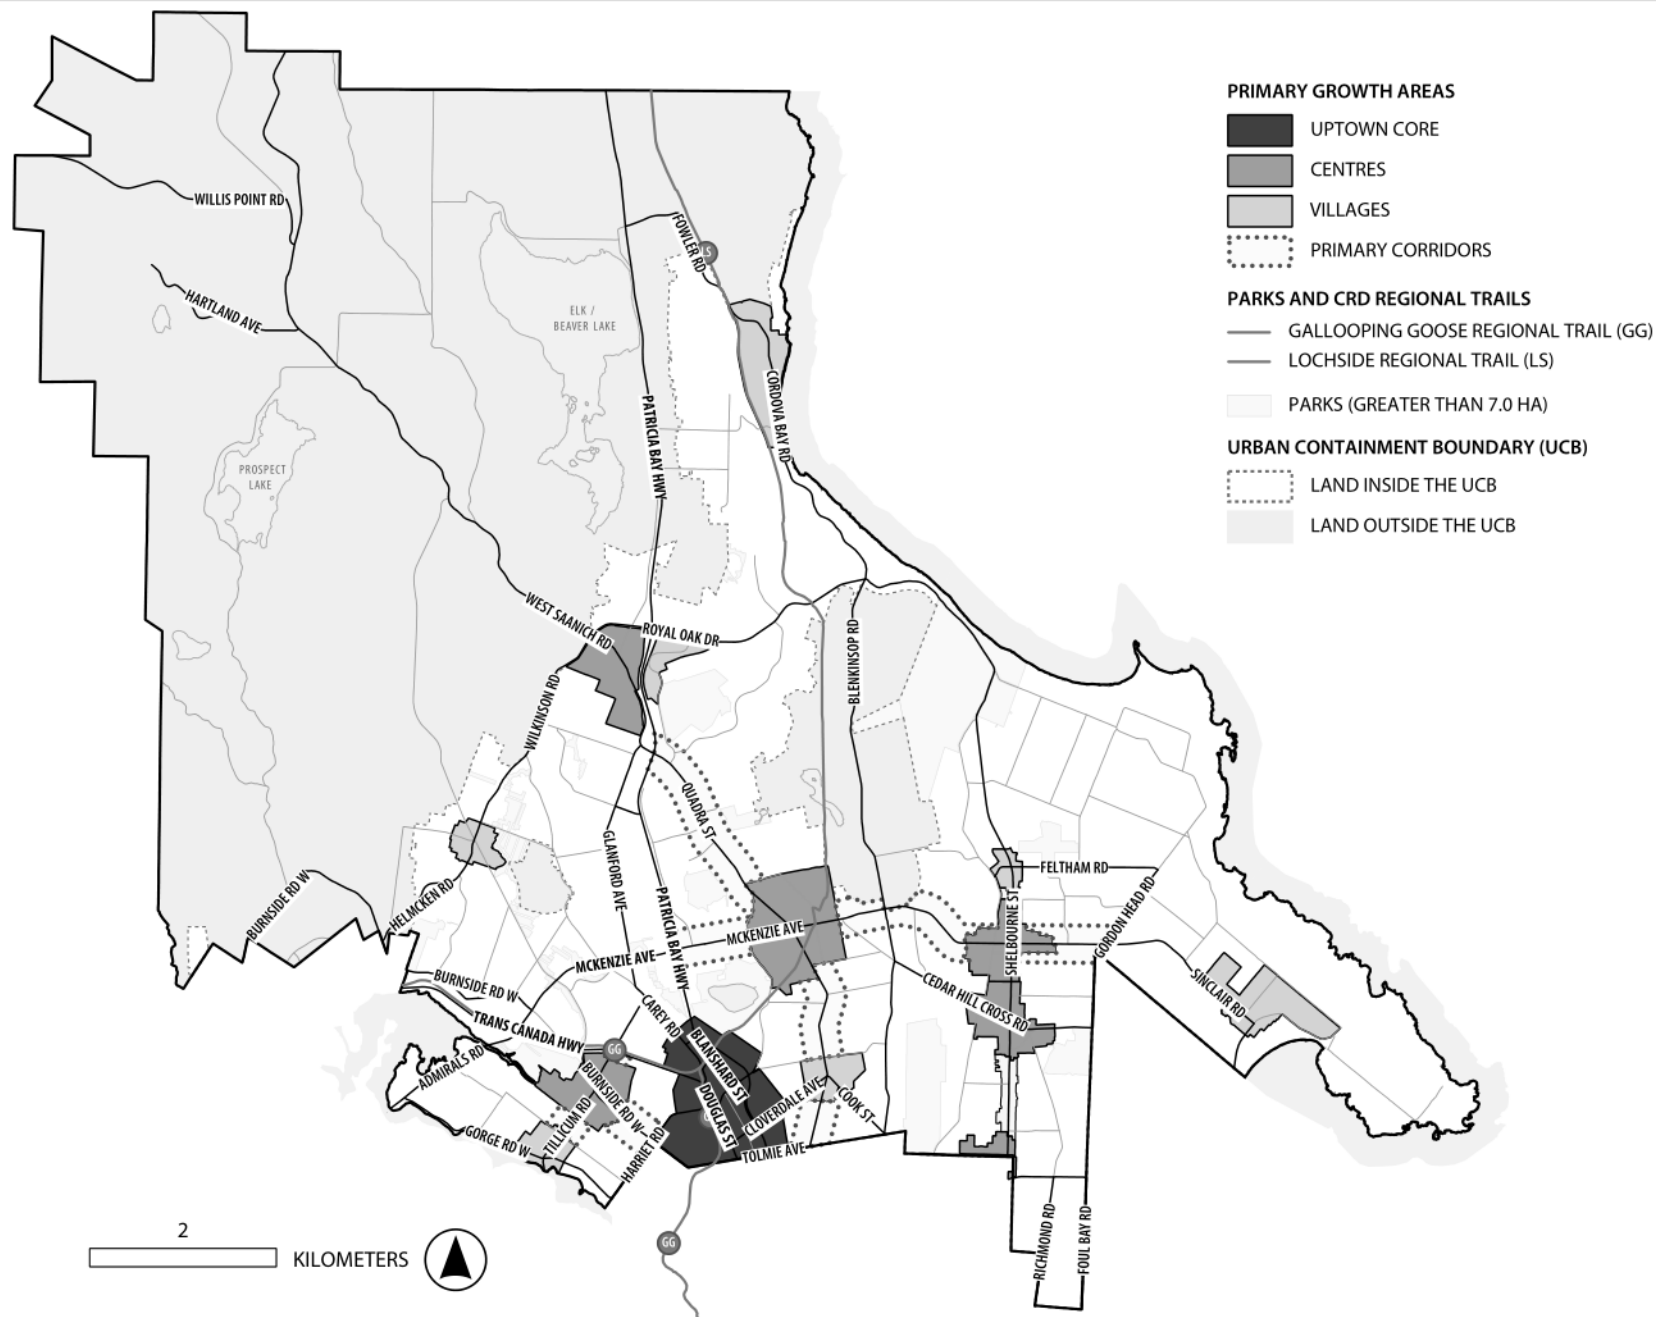 PRIMARY GROWTH AREAS
UPTOWN CORE
CENTRES
VILLAGES
PRIMARY CORRIDORS
PARKS AND CRD REGIONAL TRAILS
GALLOOPING GOOSE REGIONAL TRAIL (GG)
LOCHSIDE REGIONAL TRAIL (LS)
PARKS (GREATER THAN 7.0 HA)
URBAN CONTAINMENT BOUNDARY (UCB)
LAND INSIDE THE UCB
LAND OUTSIDE THE UCB
WILLIS POINT RD
HARTLAND AVE
FOWLER RD
LS
ELK /
BEAVER LAKE
PROSPECT
LAKE
PATRICIA BAY HWY
CORDOVA BAY RD
WEST SAANICH RD
ROYAL OAK DR
BLENKINSOP RD
WILKINSON RD
QUADRA ST
GLANFORD AVE
PATRICIA BAY HWY
FELTHAM RD
SHELBOURNE ST
GORDON HEAD RD
BURNSIDE RD W
HELMCKEN RD
MCKENZIE AVE
MCKENZIE AVE
CEDAR HILL CROSS RD
SINCLAIR RD
BURNSIDE RD W
TRANS CANADA HWY
CAREY RD
GG
ADMIRALS RD
BURNSIDE RD W
BLANSHARD ST
DOUGLAS ST
CLOVERDALE AVE
COOK ST
GORGE RD W
TILLICUM RD
HARRIET RD
TOLMIE AVE
RICHMOND RD
FOUL BAY RD
GG
2
KILOMETERS